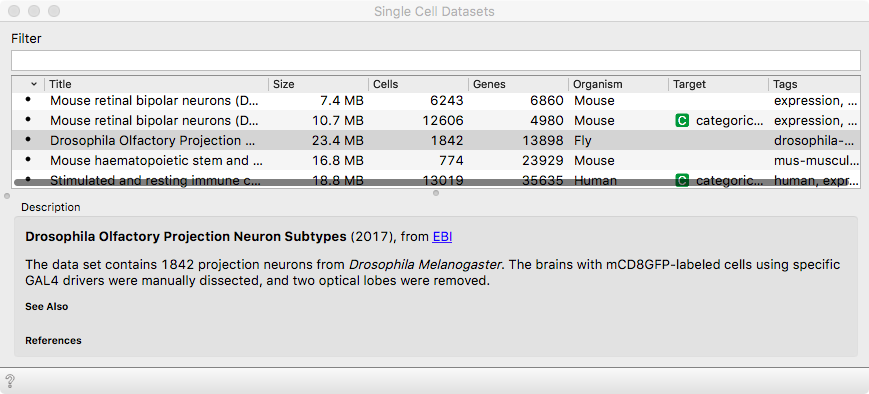 Single Cell Datasets
Filter
Title Size Cells Genes Organism Target Tags
• Mouse retinal bipolar neurons (D... 7.4 MB 6243 6860 Mouse expression, ...
• Mouse retinal bipolar neurons (D... 10.7 MB 12606 4980 Mouse C categoric... expression, ...
• Drosophila Olfactory Projection ... 23.4 MB 1842 13898 Fly drosophila-...
• Mouse haematopoietic stem and ... 16.8 MB 774 23929 Mouse mus-muscul...
• Stimulated and resting immune c... 18.8 MB 13019 35635 Human C categoric... human, expr...
Description
Drosophila Olfactory Projection Neuron Subtypes (2017), from EBI
The data set contains 1842 projection neurons from Drosophila Melanogaster. The brains with mCD8GFP-labeled cells using specific
GAL4 drivers were manually dissected, and two optical lobes were removed.
See Also
References
?